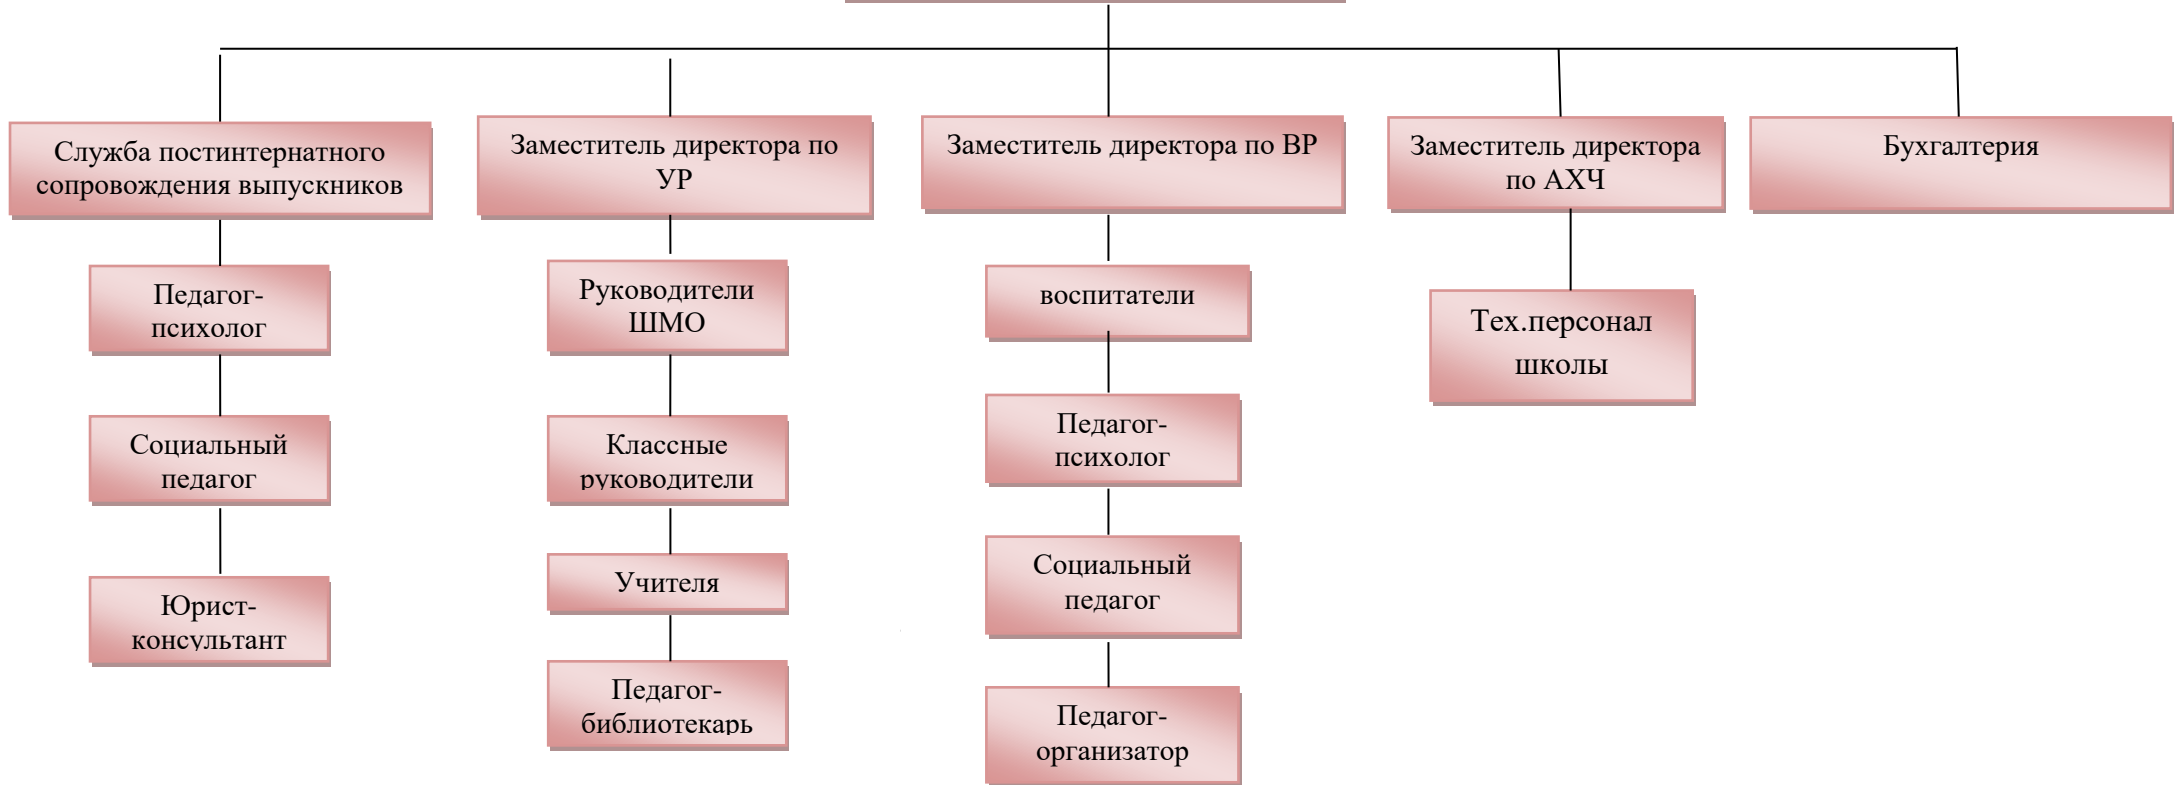 Служба постинтернатного
сопровождения выпускников
Педагог-
психолог
Социальный
педагог
Юрист-
консультант
Заместитель директора по
УР
Руководители
ШМО
Классные
руководители
Учителя
Педагог-
библиотекарь
Заместитель директора по ВР
воспитатели
Педагог-
психолог
Социальный
педагог
Педагог-
организатор
Заместитель директора
по АХЧ
Тех.персонал
школы
Бухгалтерия